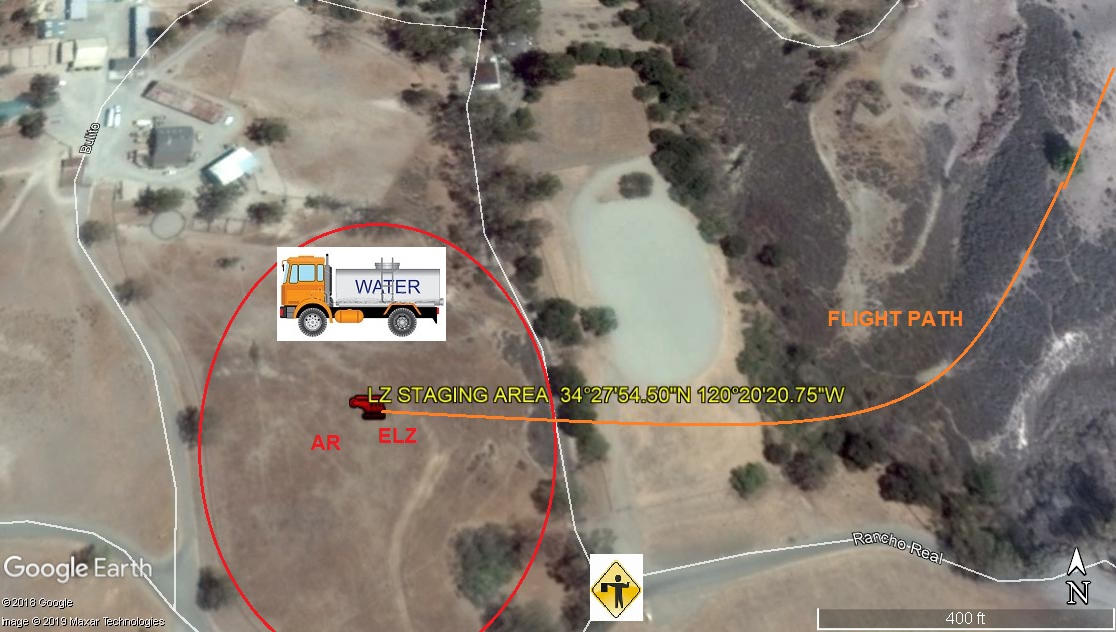 Bulito
WATER
FLIGHT PATH
LZ STAGING AREA 34°27'54.50"N 120°20'20.75"W
AR
ELZ
Rancho Real
Google Earth
N
©2018 Google
400 ft
Image © 2019 Maxar Technologies